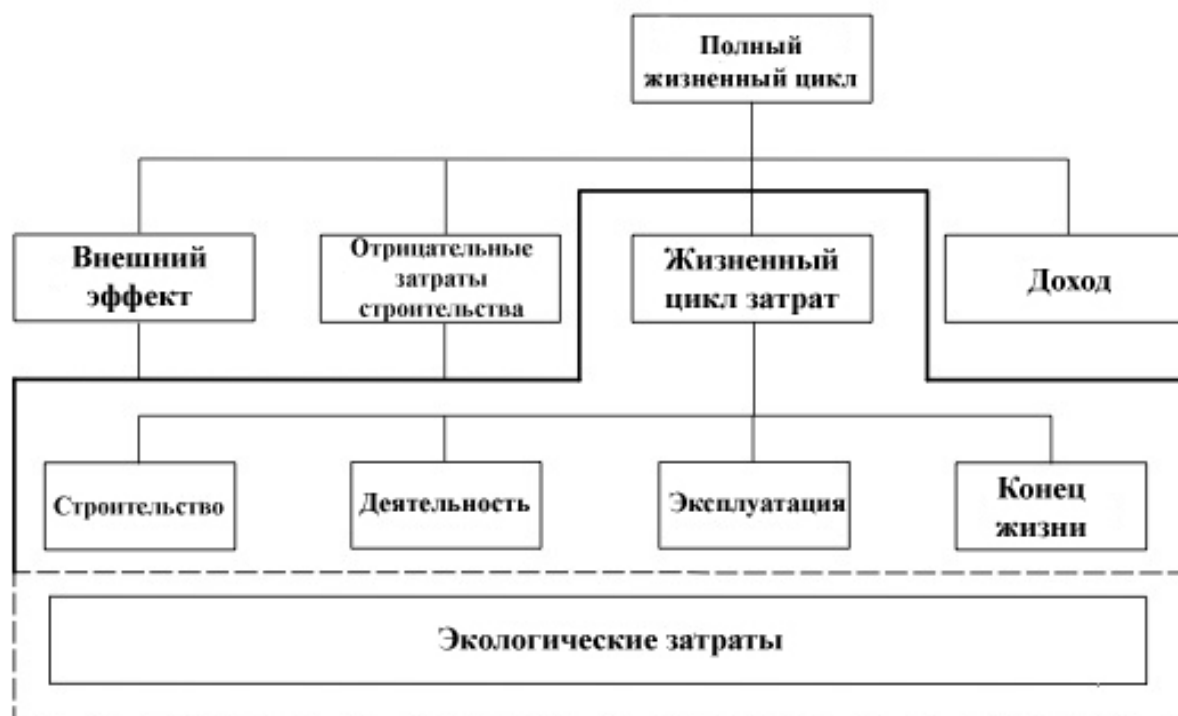 Полный
жизненный цикл
Внешний
эффект
Отрицательные
затраты
строительства
Жизненный
цикл затрат
Доход
Строительство
Деятельность
Эксплуатация
Конец
жизни
Экологические затраты